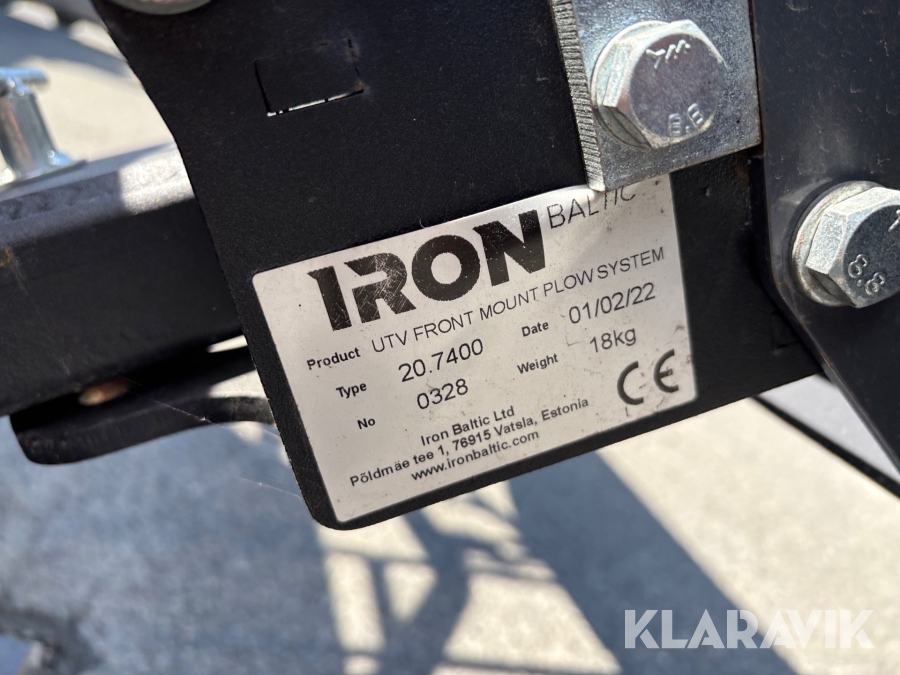 8.8
8.8
IRON BALTIC
Product UTV FRONT MOUNT PLOW SYSTEM
Type 20.7400 Date 01/02/22
No 0328 Weight 18kg
CE
Iron Baltic Ltd
Põldmäe tee 1, 76915 Vatsla, Estonia
www.ironbaltic.com
KLARAVIK